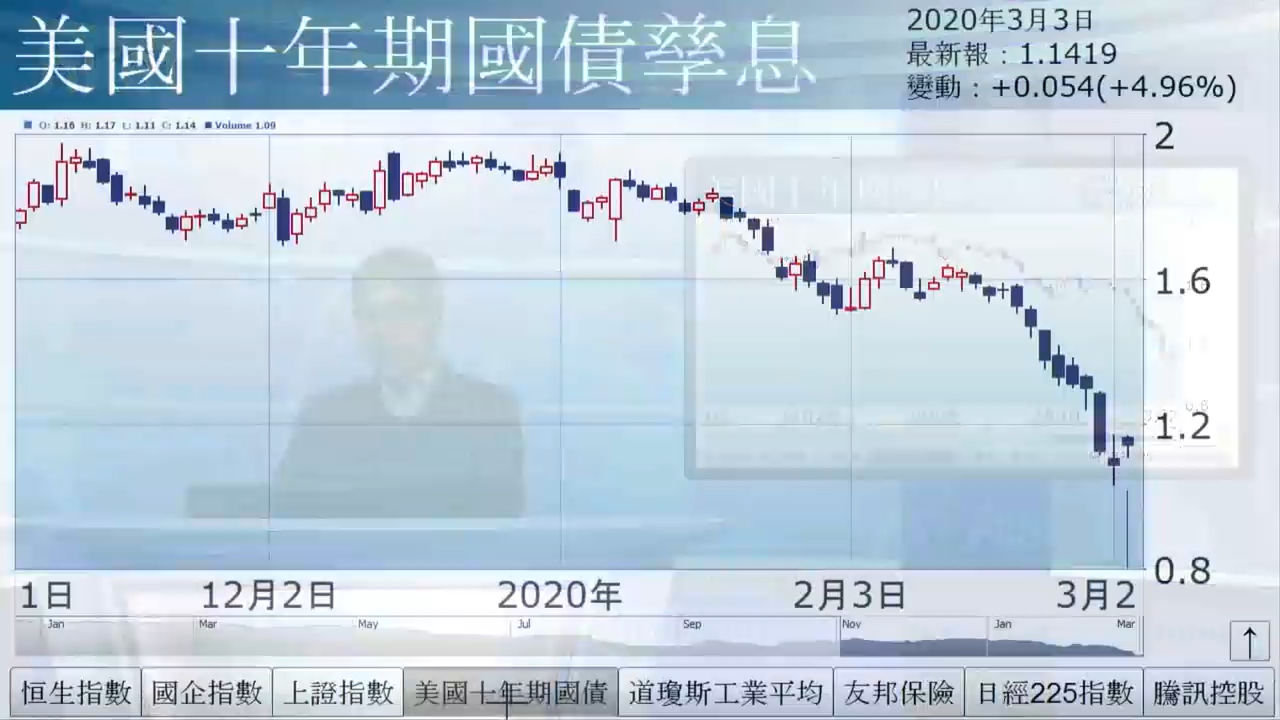 美國十年期國債孳息
2020年3月3日
最新報：1.1419
變動：+0.054(+4.96%)
O: 1.16 H: 1.17 L: 1.11 C: 1.14 Volume 1.09
2
1.6
1.2
0.8
1日 12月2日 2020年 2月3日 3月2
Jan Mar May Jul Sep Nov Jan Mar
↑
恒生指數 國企指數 上證指數 美國十年期國債 道瓊斯工業平均 友邦保險 日經225指數 騰訊控股